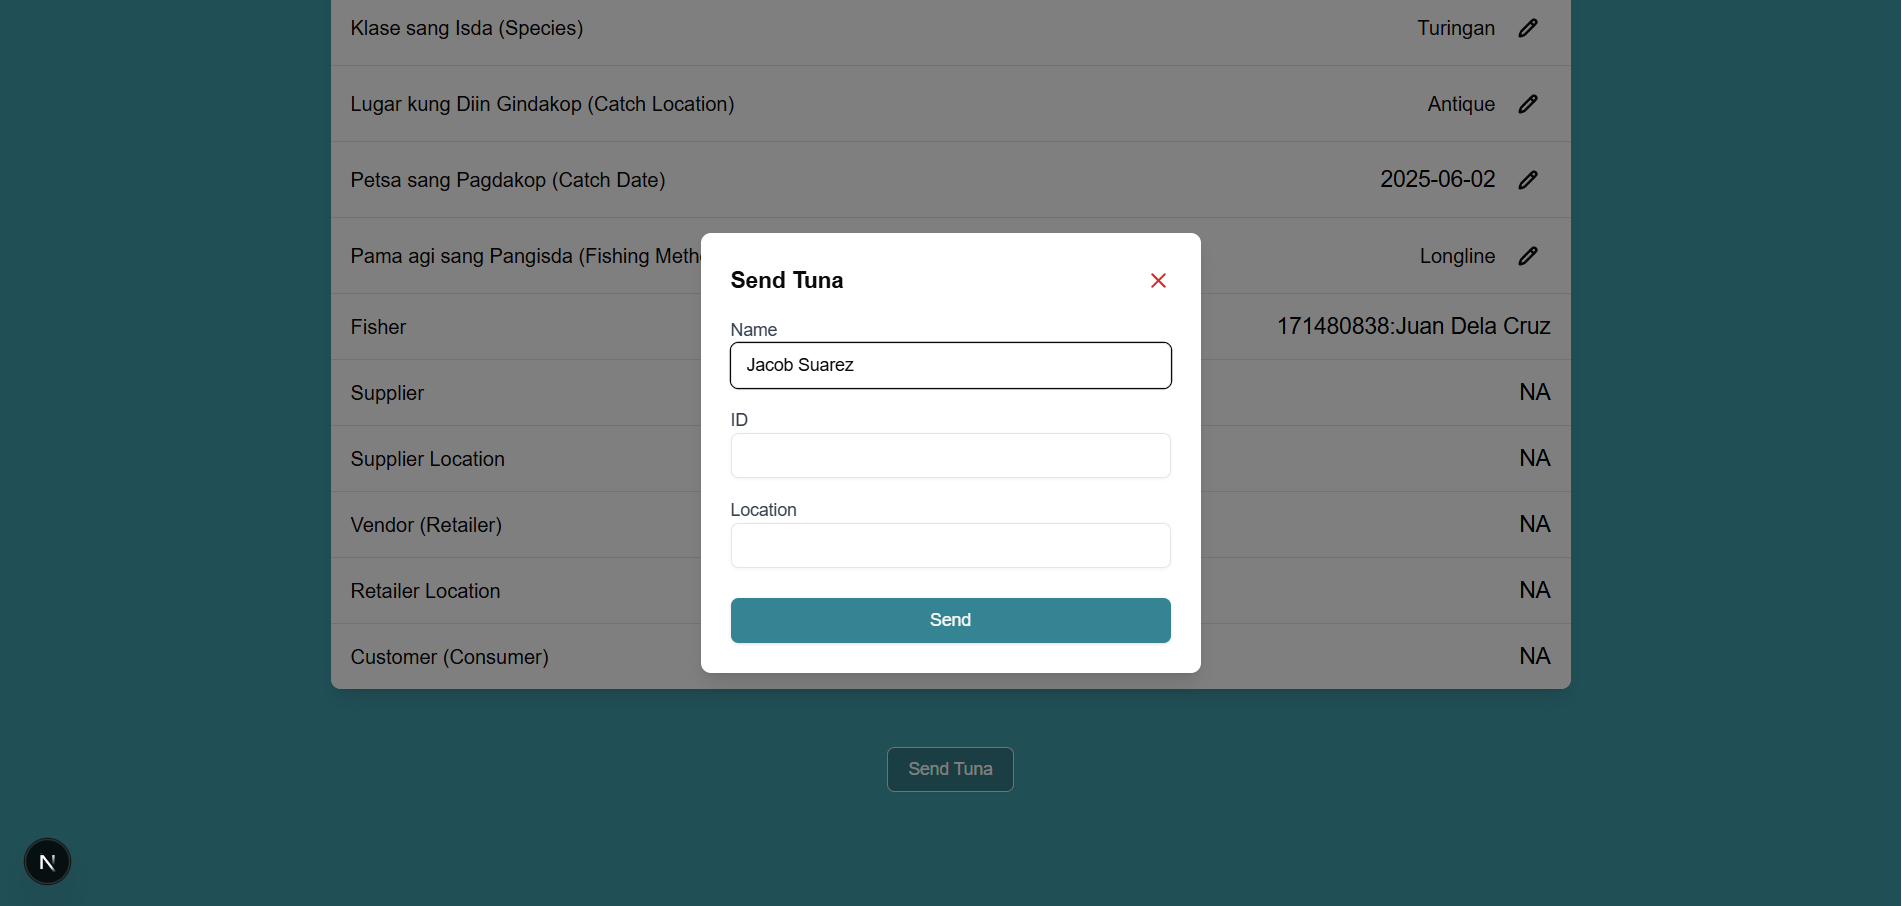 Klase sang Isda (Species) Turingan
Lugar kung Diin Gindakop (Catch Location) Antique
Petsa sang Pagdakop (Catch Date) 2025-06-02
Pama agi sang Pangisda (Fishing Meth Longline
Fisher 171480838:Juan Dela Cruz
Supplier NA
Supplier Location NA
Vendor (Retailer) NA
Retailer Location NA
Customer (Consumer) NA
Send Tuna
Name
Jacob Suarez
ID
Location
Send
Send Tuna
N